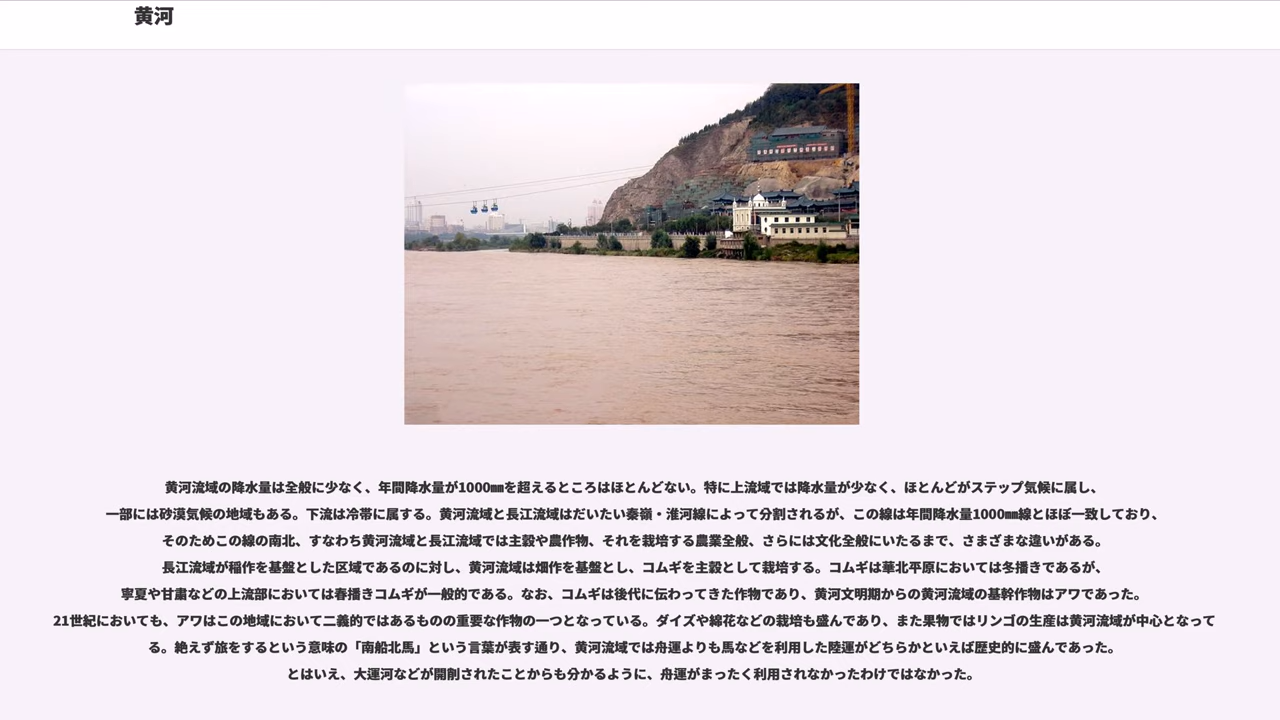 黄河
黄河流域の降水量は全般に少なく、年間降水量が1000㎜を超えるところはほとんどない。特に上流域では降水量が少なく、ほとんどがステップ気候に属し、
一部には砂漠気候の地域もある。下流は冷帯に属する。黄河流域と長江流域はだいたい秦嶺・淮河線によって分割されるが、この線は年間降水量1000㎜線とほぼ一致しており、
そのためこの線の南北、すなわち黄河流域と長江流域では主穀や農作物、それを栽培する農業全般、さらには文化全般にいたるまで、さまざまな違いがある。
長江流域が稲作を基盤とした区域であるのに対し、黄河流域は畑作を基盤とし、コムギを主穀として栽培する。コムギは華北平原においては冬播きであるが、
寧夏や甘粛などの上流部においては春播きコムギが一般的である。なお、コムギは後代に伝わってきた作物であり、黄河文明期からの黄河流域の基幹作物はアワであった。
21世紀においても、アワはこの地域において二義的ではあるものの重要な作物の一つとなっている。ダイズや綿花などの栽培も盛んであり、また果物ではリンゴの生産は黄河流域が中心となって
る。絶えず旅をするという意味の「南船北馬」という言葉が表す通り、黄河流域では舟運よりも馬などを利用した陸運がどちらかといえば歴史的に盛んであった。
とはいえ、大運河などが開削されたことからも分かるように、舟運がまったく利用されなかったわけではなかった。